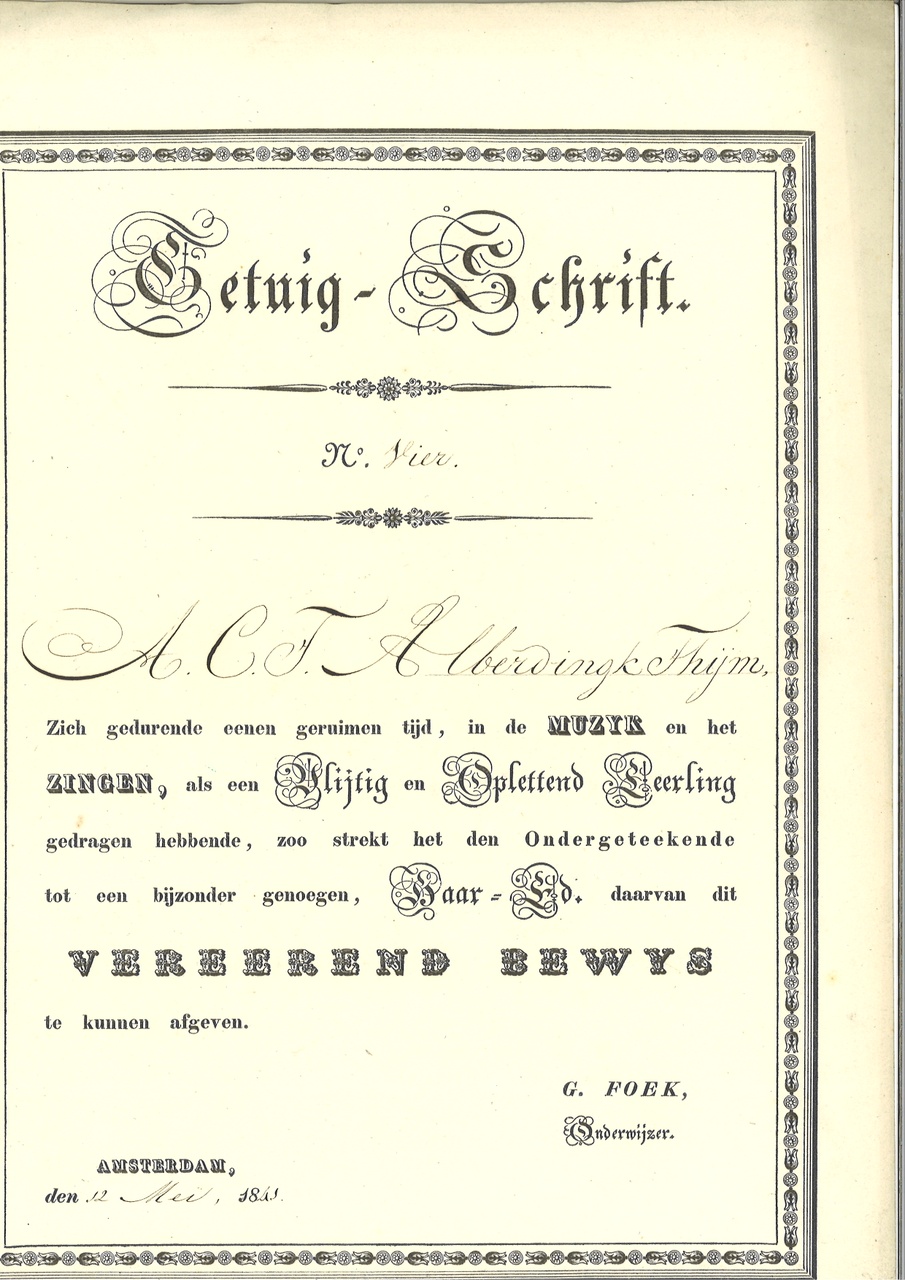 Getuig-Schrift.
Nº. Vier.
A. C. T. Alberdingk Thijm,
Zich gedurende eenen geruimen tijd, in de MUZYK en het
ZINGEN, als een Vlijtig en Oplettend Leerling
gedragen hebbende, zoo strekt het den Ondergeteekende
tot een bijzonder genoegen, Haar-Ed. daarvan dit
VEREEREND BEWYS
te kunnen afgeven.
G. FOEK,
Onderwijzer.
AMSTERDAM,
den 12 Mei, 1841.